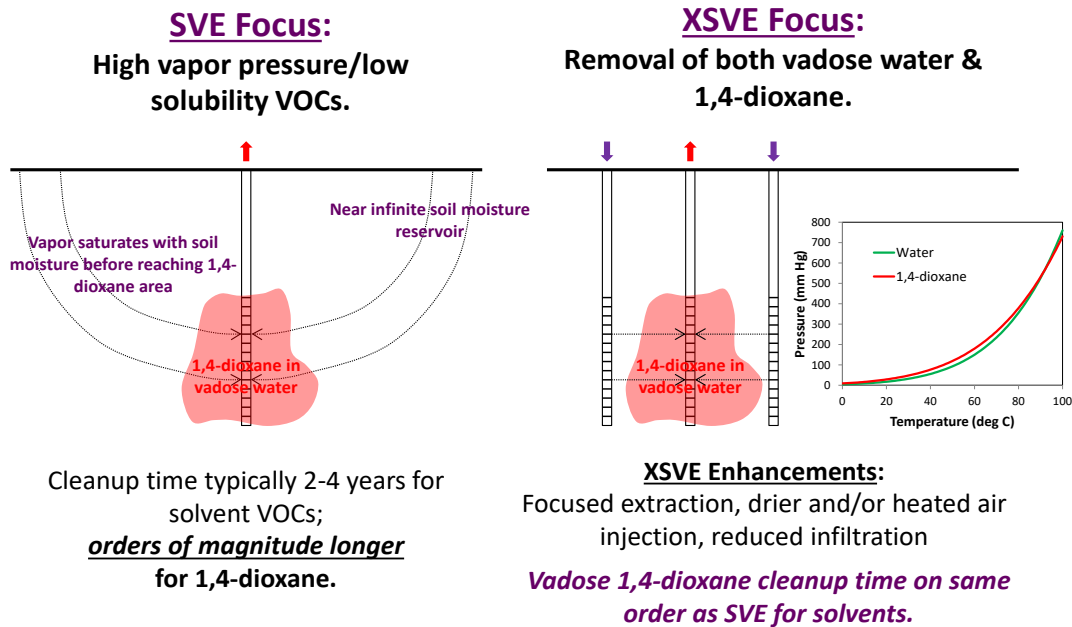 SVE Focus:
High vapor pressure/low
solubility VOCs.
Near infinite soil moisture
reservoir
Vapor saturates with soil
moisture before reaching 1,4-
dioxane area
1,4-dioxane in
vadose water
Cleanup time typically 2-4 years for
solvent VOCs;
orders of magnitude longer
for 1,4-dioxane.
XSVE Focus:
Removal of both vadose water &
1,4-dioxane.
1,4-dioxane in
vadose water
Pressure (mm Hg)
800
700
600
500
400
300
200
100
0
Water
1,4-dioxane
0 20 40 60 80 100
Temperature (deg C)
XSVE Enhancements:
Focused extraction, drier and/or heated air
injection, reduced infiltration
Vadose 1,4-dioxane cleanup time on same
order as SVE for solvents.